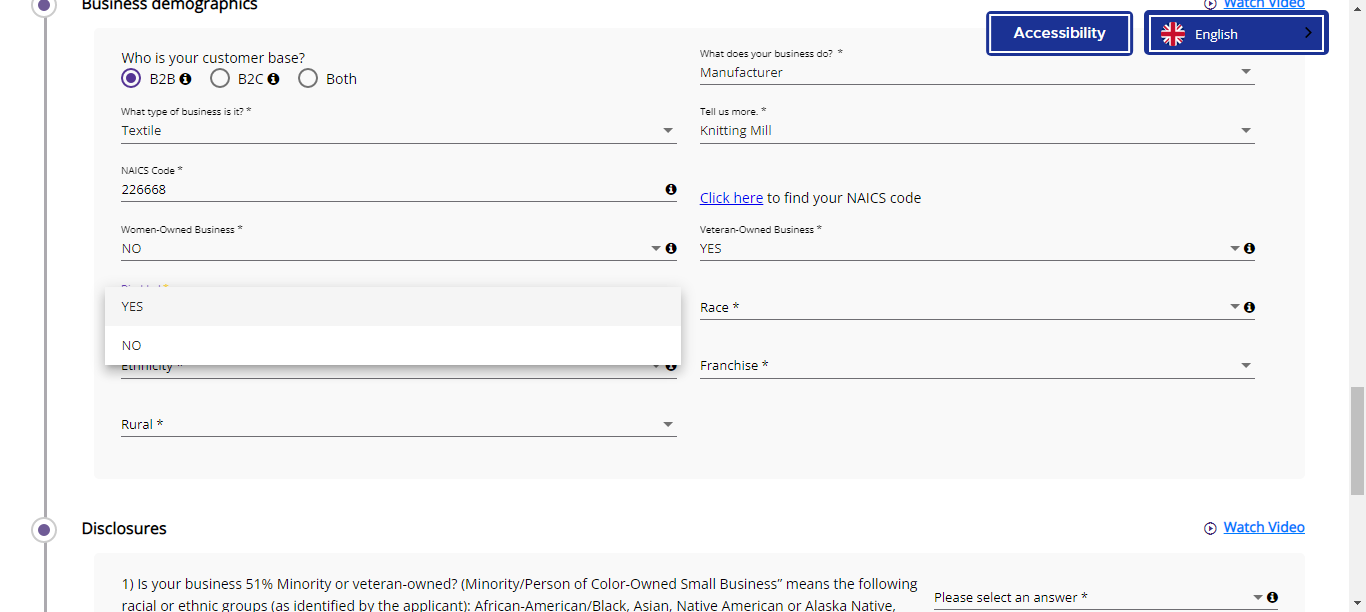 Business demographics
Watch Video
Accessibility
English
Who is your customer base?
B2B B2C Both
What does your business do? *
Manufacturer
What type of business is it? *
Textile
Tell us more. *
Knitting Mill
NAICS Code *
226668
Click here to find your NAICS code
Women-Owned Business *
NO
Veteran-Owned Business *
YES
YES
NO
Race *
Ethnicity *
Franchise *
Rural *
Disclosures
Watch Video
1) Is your business 51% Minority or veteran-owned? (Minority/Person of Color-Owned Small Business” means the following
racial or ethnic groups (as identified by the applicant): African-American/Black, Asian, Native American or Alaska Native,
Please select an answer *